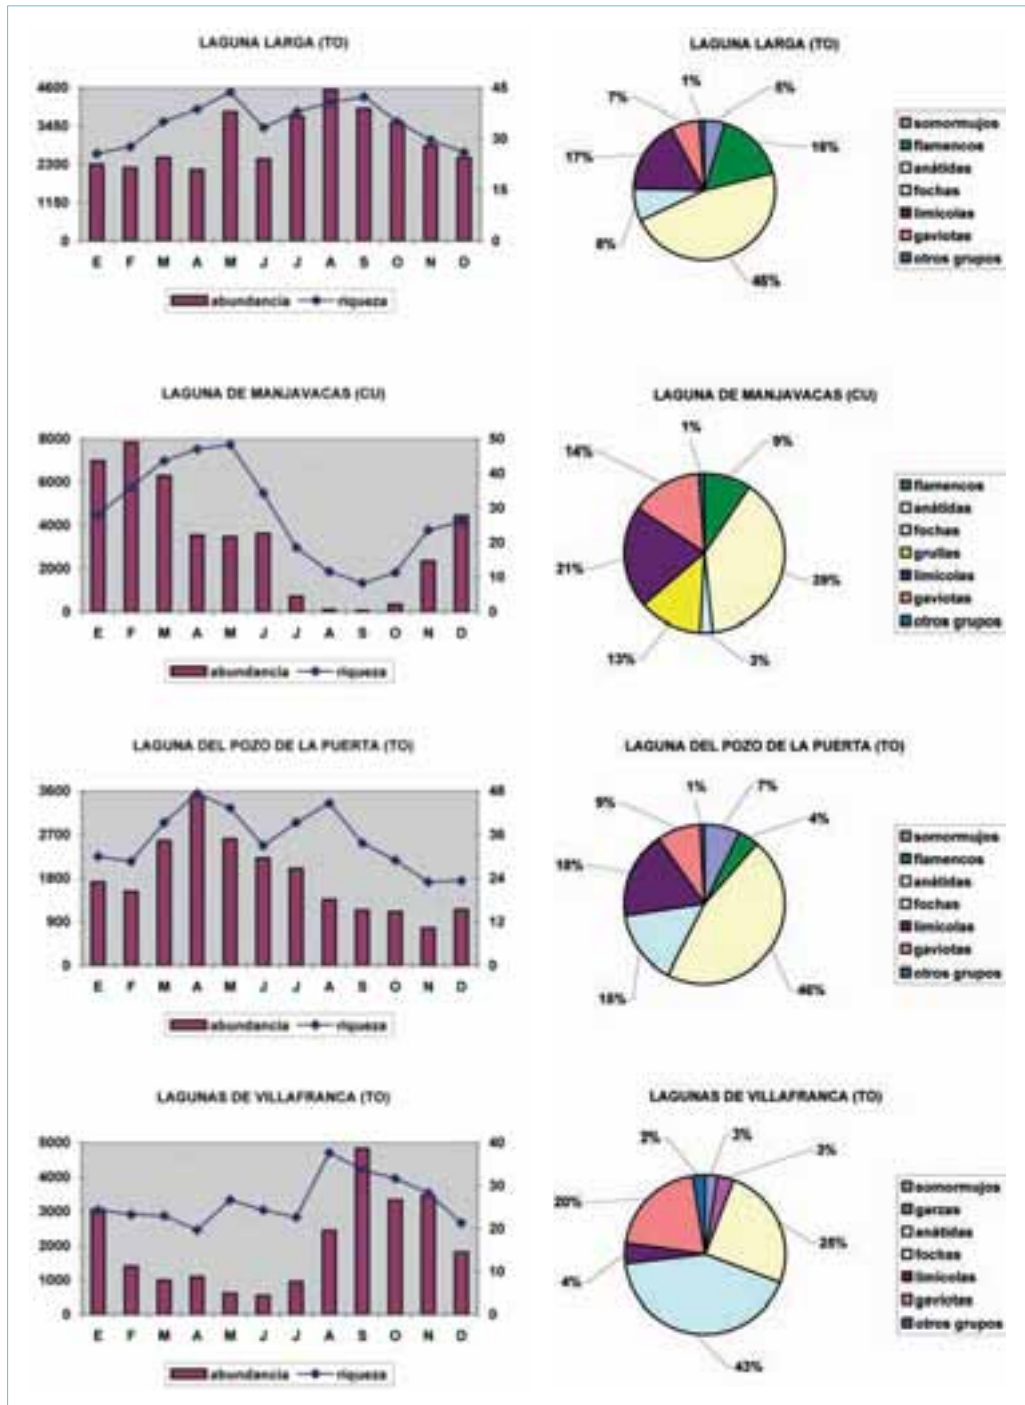 LAGUNA LARGA (TO)
4600
3450
2300
1150
0
45
30
15
0
E F M A M J J A S O N D
abundancia riqueza
LAGUNA LARGA (TO)
1%
7%
5%
16%
17%
8%
46%
somormujos
flamencos
anátidas
fochas
limícolas
gaviotas
otros grupos
LAGUNA DE MANJAVACAS (CU)
8000
6000
4000
2000
0
50
40
30
20
10
0
E F M A M J J A S O N D
abundancia riqueza
LAGUNA DE MANJAVACAS (CU)
1%
9%
14%
39%
21%
13%
3%
flamencos
anátidas
fochas
grullas
limícolas
gaviotas
otros grupos
LAGUNA DEL POZO DE LA PUERTA (TO)
3600
2700
1800
900
0
48
36
24
12
0
E F M A M J J A S O N D
abundancia riqueza
LAGUNA DEL POZO DE LA PUERTA (TO)
1%
7%
9%
4%
18%
15%
46%
somormujos
flamencos
anátidas
fochas
limícolas
gaviotas
otros grupos
LAGUNAS DE VILLAFRANCA (TO)
5000
4000
3000
2000
1000
0
40
30
20
10
0
E F M A M J J A S O N D
abundancia riqueza
LAGUNAS DE VILLAFRANCA (TO)
2%
3%
3%
20%
25%
4%
43%
somormujos
garzas
anátidas
fochas
limícolas
gaviotas
otros grupos